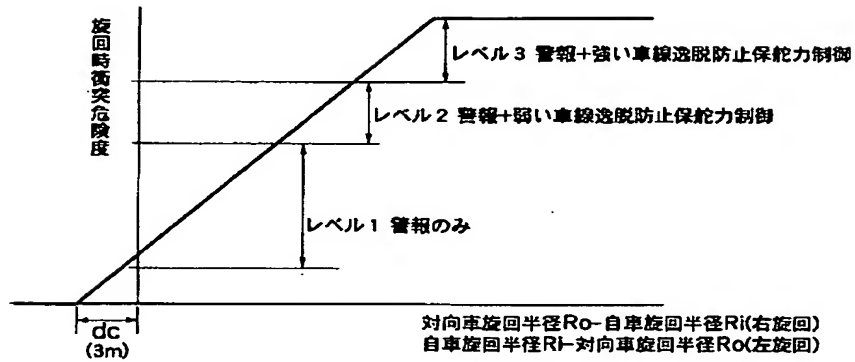 旋回時衝突危険度
レベル3 警報+強い車線逸脱防止保舵力制御
レベル2 警報+弱い車線逸脱防止保舵力制御
レベル1 警報のみ
dc
(3m)
対向車旋回半径Ro-自車旋回半径Ri(右旋回)
自車旋回半径Ri-対向車旋回半径Ro(左旋回)